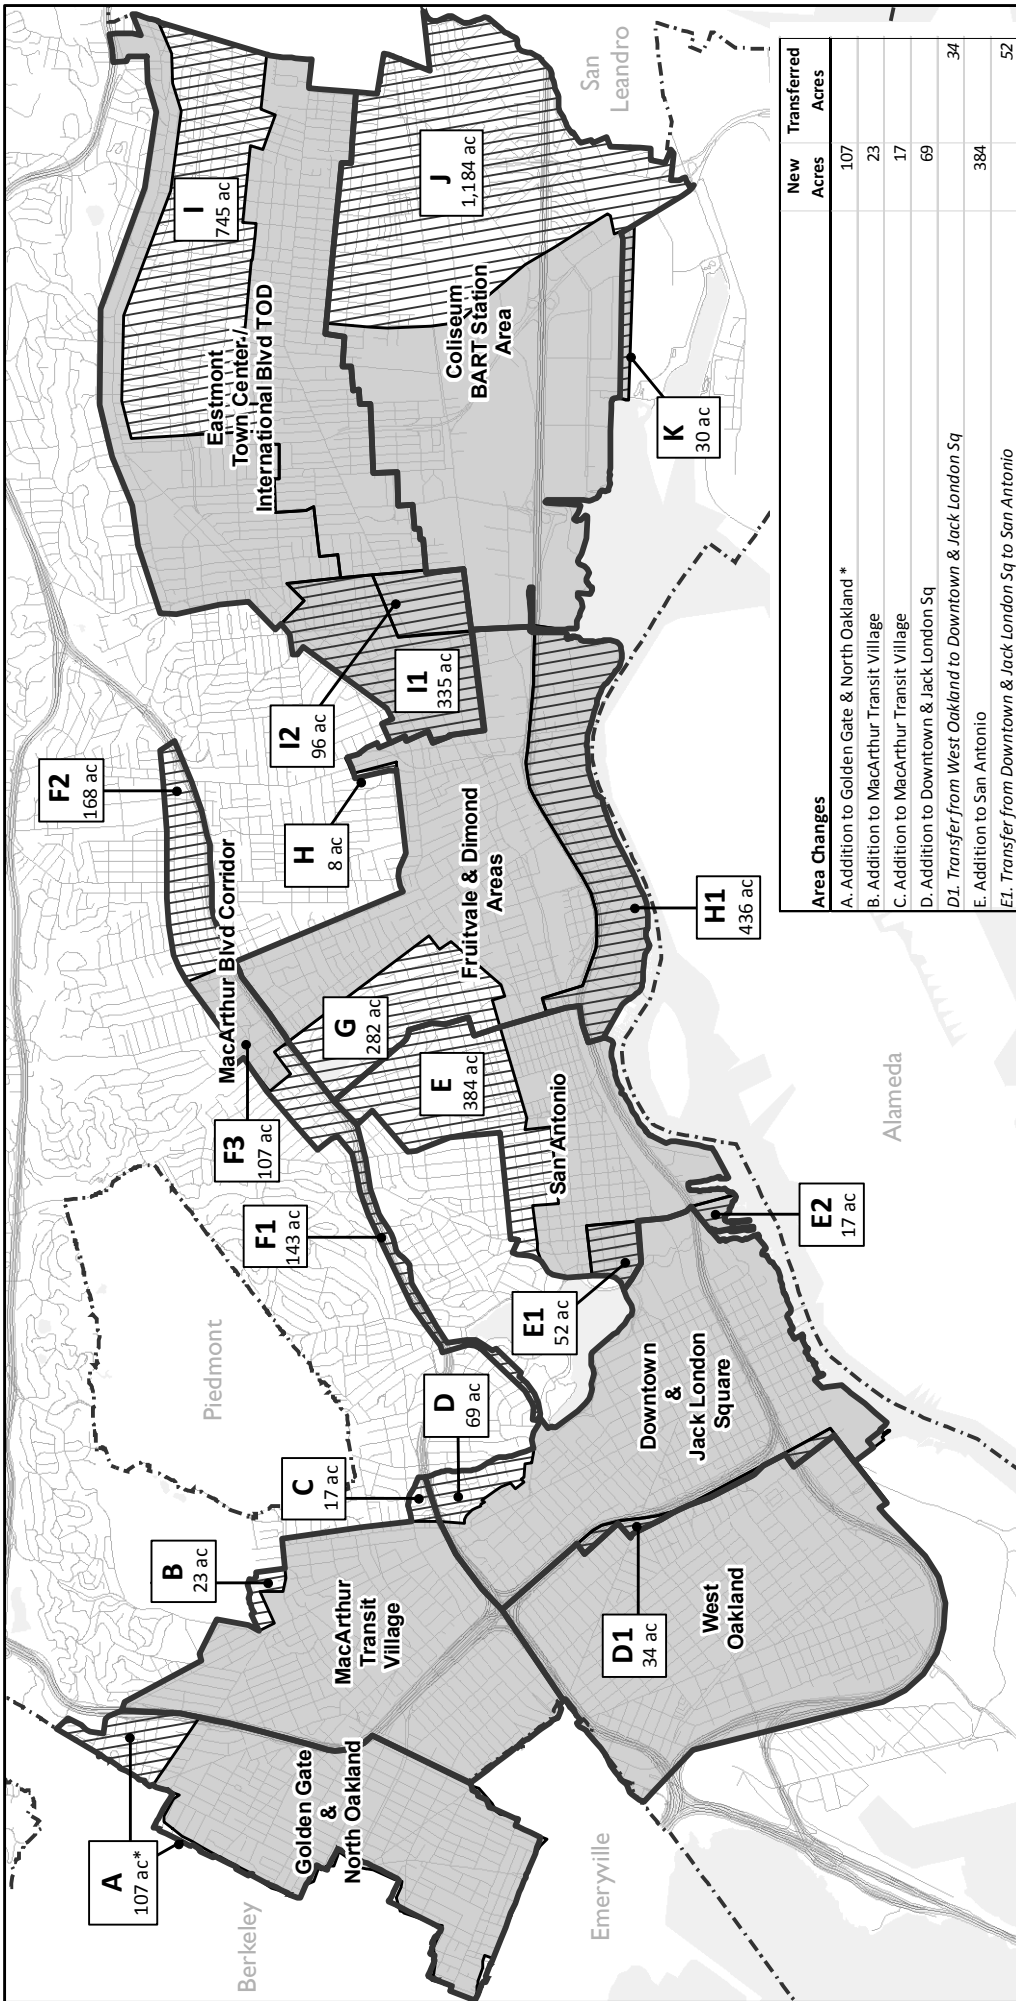 A
107 ac*
B
23 ac
C
17 ac
D
69 ac
F1
143 ac
F3
107 ac
F2
168 ac
H
8 ac
I2
96 ac
I1
335 ac
I
745 ac
J
1,184 ac
K
30 ac
G
282 ac
E
384 ac
E1
52 ac
E2
17 ac
H1
436 ac
D1
34 ac
Berkeley
Emeryville
Piedmont
Alameda
San
Leandro
Golden Gate
&
North Oakland
MacArthur
Transit
Village
West
Oakland
Downtown
&
Jack London
Square
San Antonio
MacArthur Blvd Corridor
Fruitvale & Dimond
Areas
Eastmont
Town Center /
International Blvd TOD
Coliseum
BART Station
Area
Area Changes
New
Acres
Transferred
Acres
A. Addition to Golden Gate & North Oakland * 107
B. Addition to MacArthur Transit Village 23
C. Addition to MacArthur Transit Village 17
D. Addition to Downtown & Jack London Sq 69
D1. Transfer from West Oakland to Downtown & Jack London Sq 34
E. Addition to San Antonio 384
E1. Transfer from Downtown & Jack London Sq to San Antonio 52